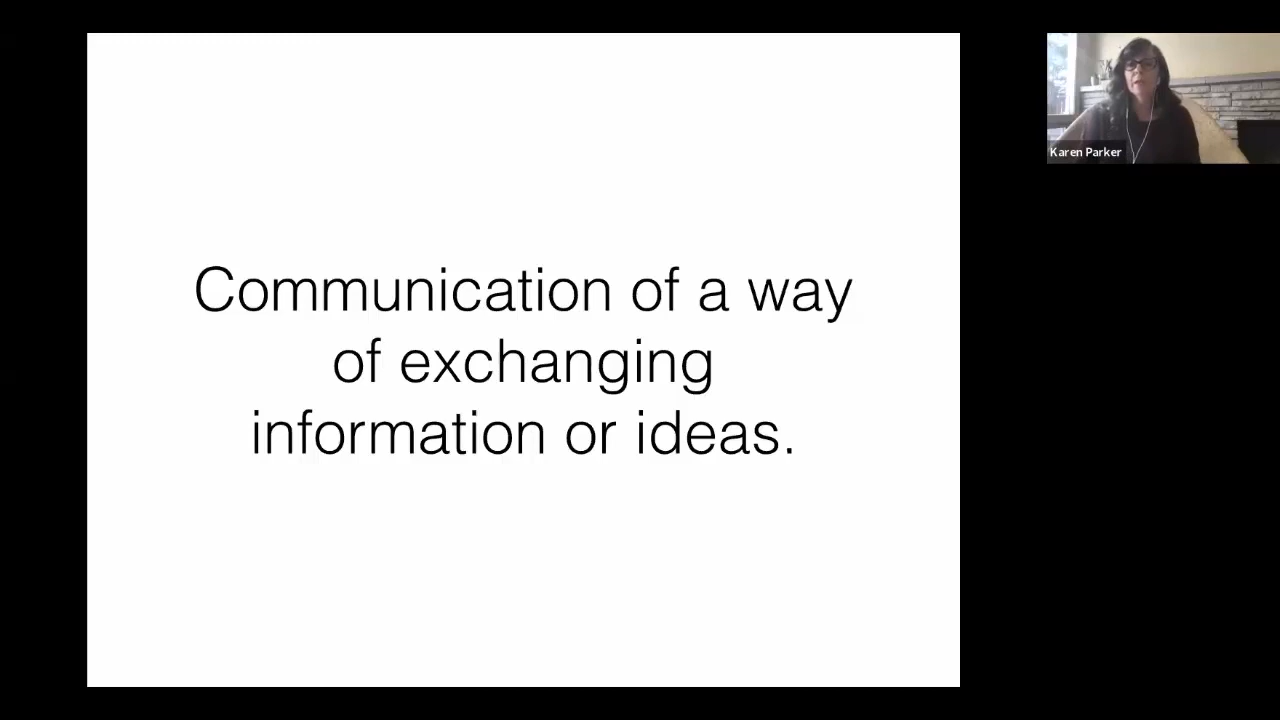 Communication of a way
of exchanging
information or ideas.
Karen Parker